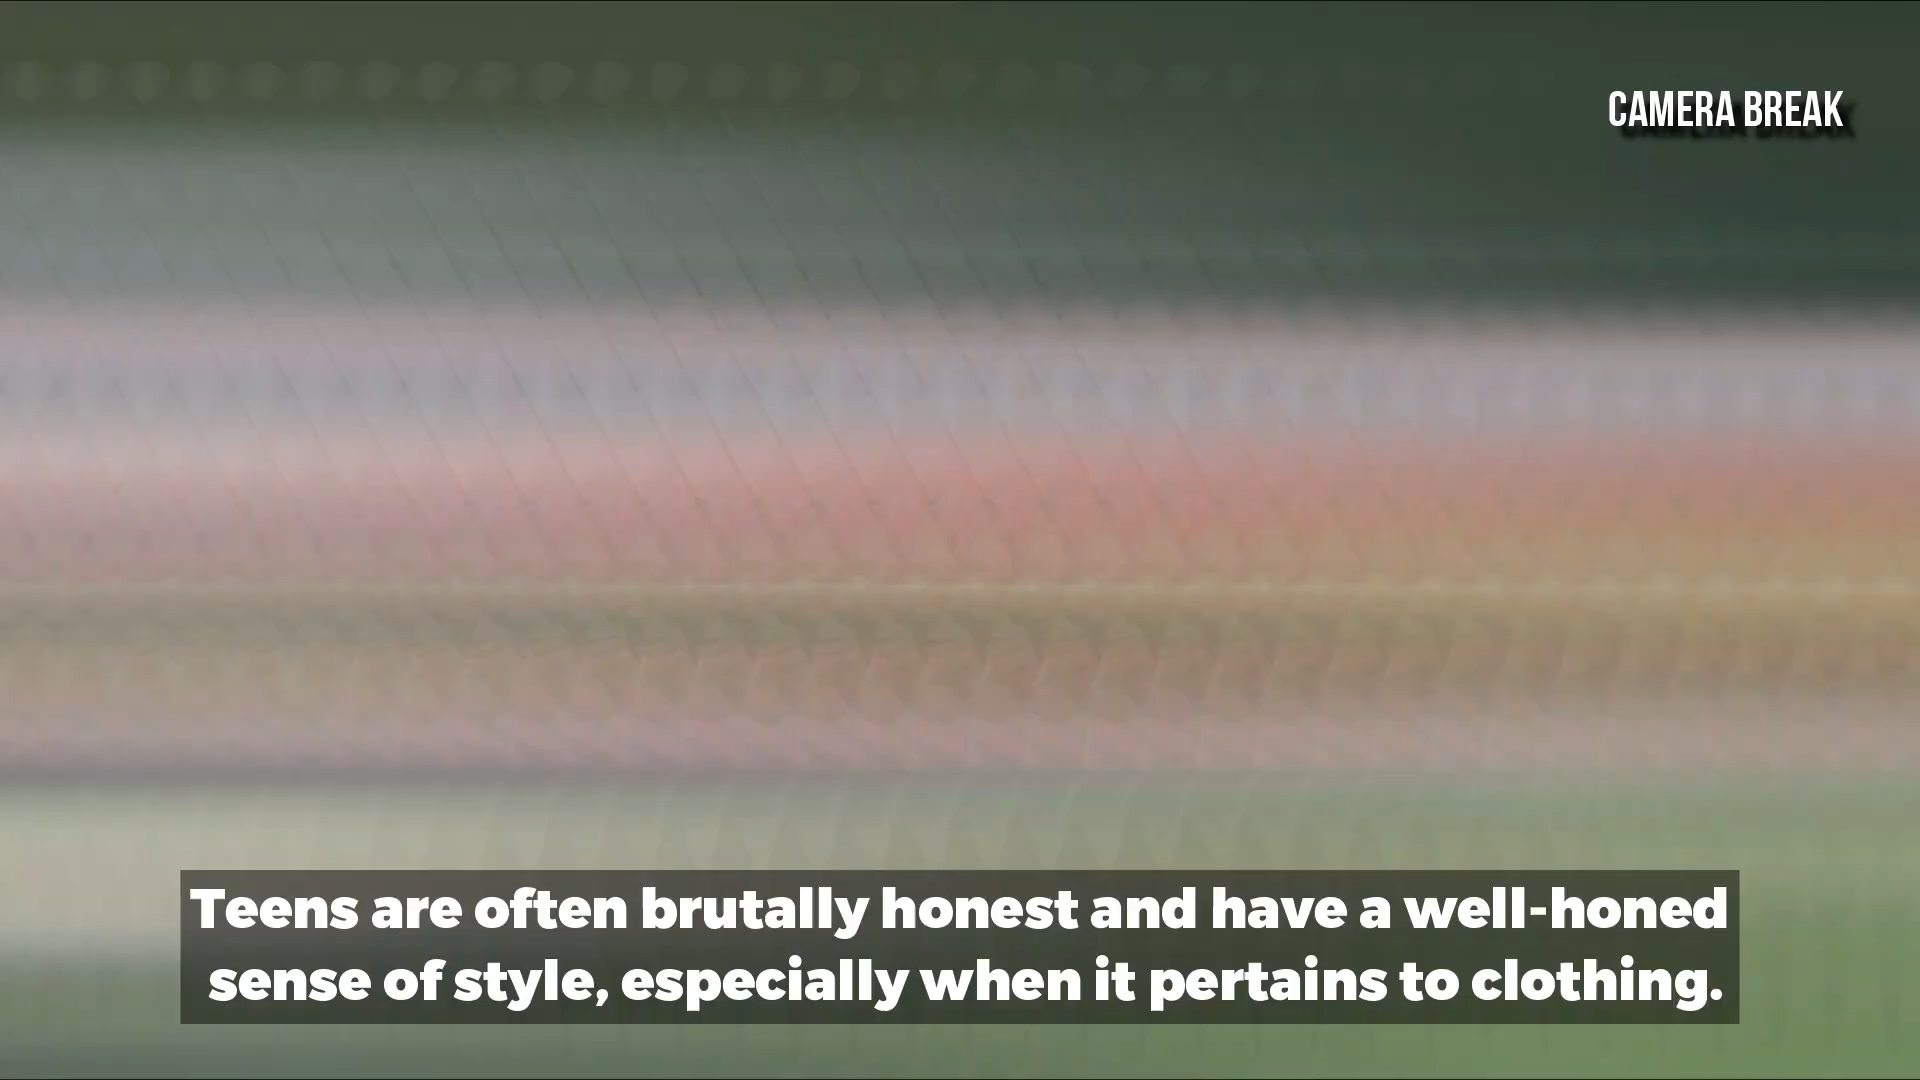 CAMERA BREAK
Teens are often brutally honest and have a well-honed
sense of style, especially when it pertains to clothing.